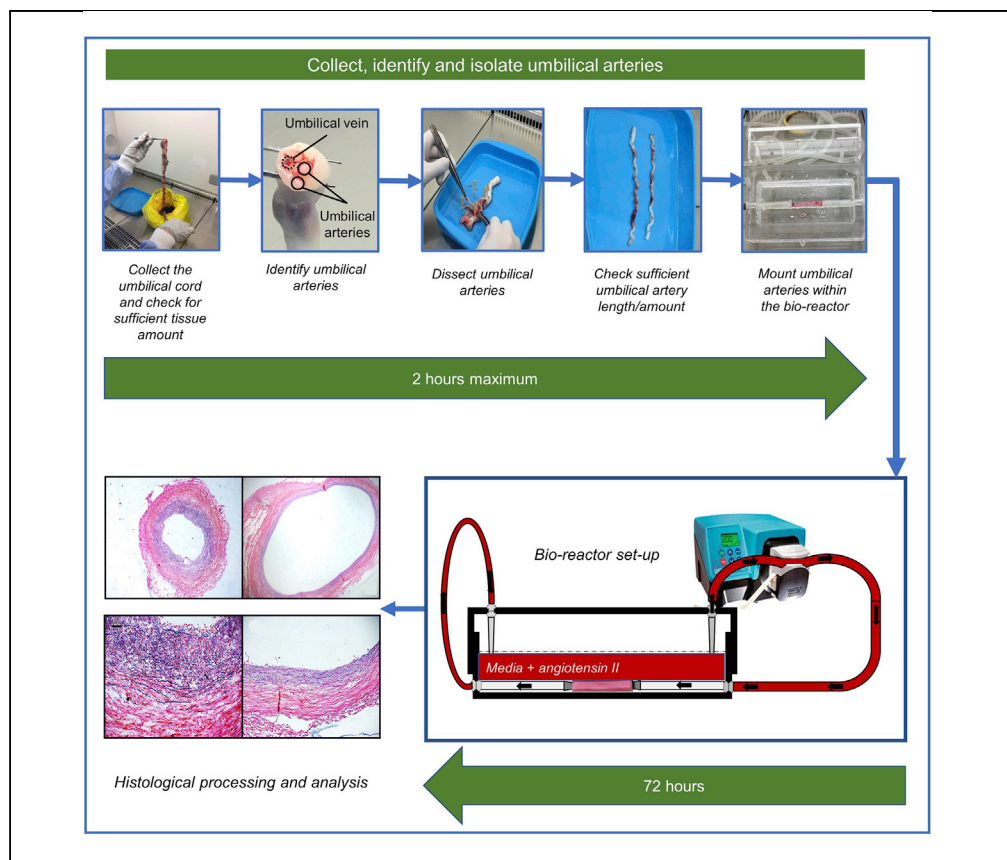 Collect, identify and isolate umbilical arteries
Umbilical vein
Umbilical
arteries
Collect the
umbilical cord
and check for
sufficient tissue
amount
Identify umbilical
arteries
Dissect umbilical
arteries
Check sufficient
umbilical artery
length/amount
Mount umbilical
arteries within
the bio-reactor
2 hours maximum
Bio-reactor set-up
Media + angiotensin II
Histological processing and analysis
72 hours